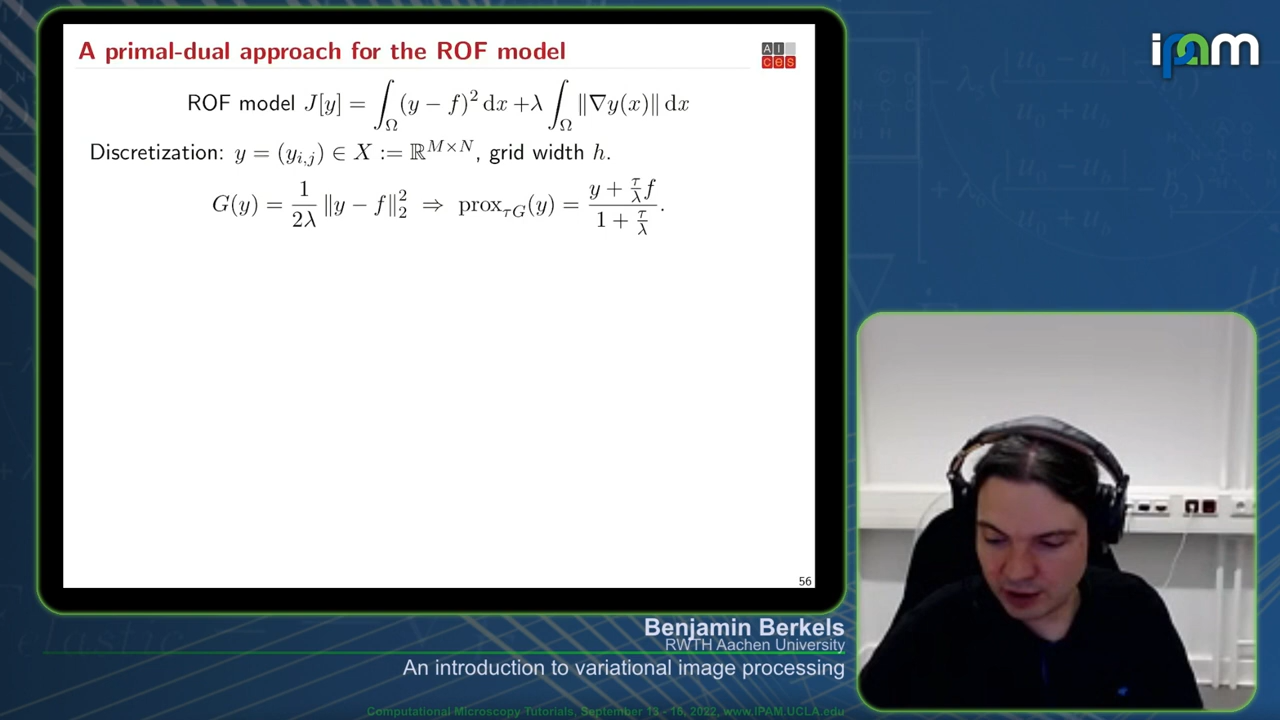 A primal-dual approach for the ROF model
AI
ces
ROF model J[y] = ∫_Ω (y − f)² dx + λ ∫_Ω ‖∇y(x)‖ dx
Discretization: y = (y_{i,j}) ∈ X := ℝ^{M×N}, grid width h.
G(y) = 1/(2λ) ‖y − f‖₂² ⇒ prox_{τG}(y) = (y + (τ/λ) f)/(1 + τ/λ).
56
ipam
Benjamin Berkels
RWTH Aachen University
An introduction to variational image processing
Computational Microscopy Tutorials, September 13 - 16, 2022, www.IPAM.UCLA.edu